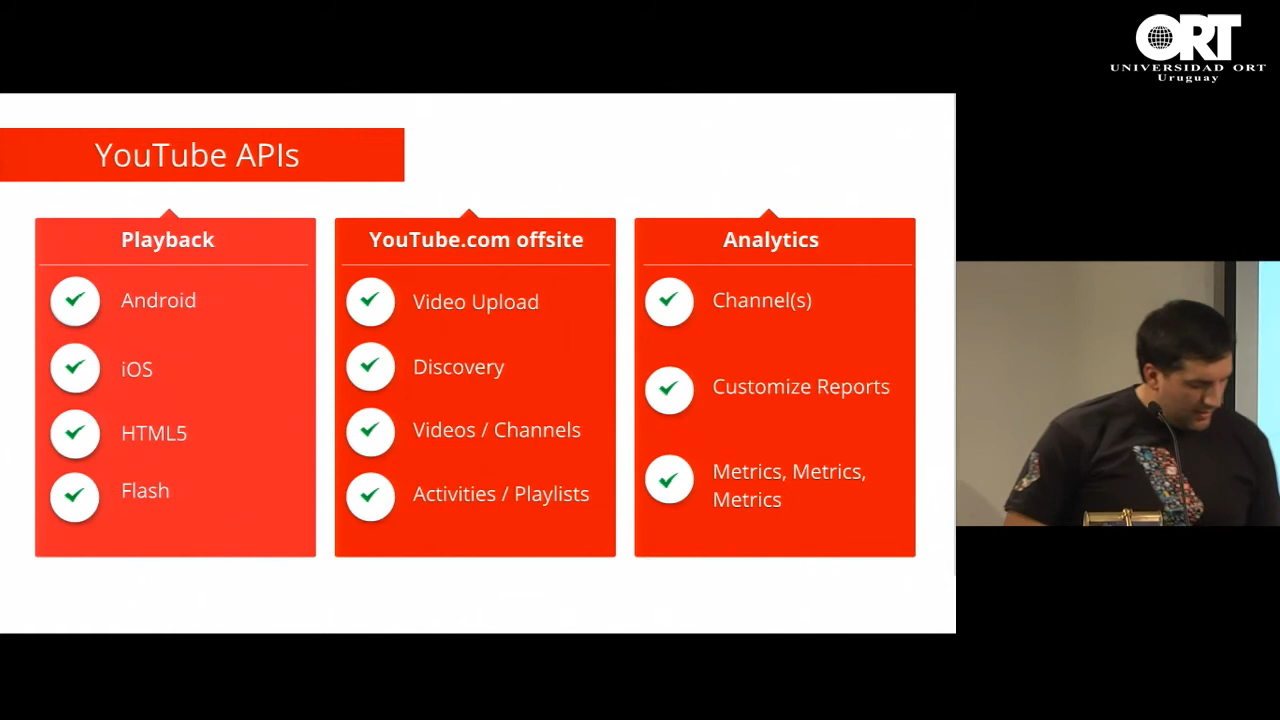 ORT
UNIVERSIDAD ORT
Uruguay
YouTube APIs
Playback
Android
iOS
HTML5
Flash
YouTube.com offsite
Video Upload
Discovery
Videos / Channels
Activities / Playlists
Analytics
Channel(s)
Customize Reports
Metrics, Metrics,
Metrics